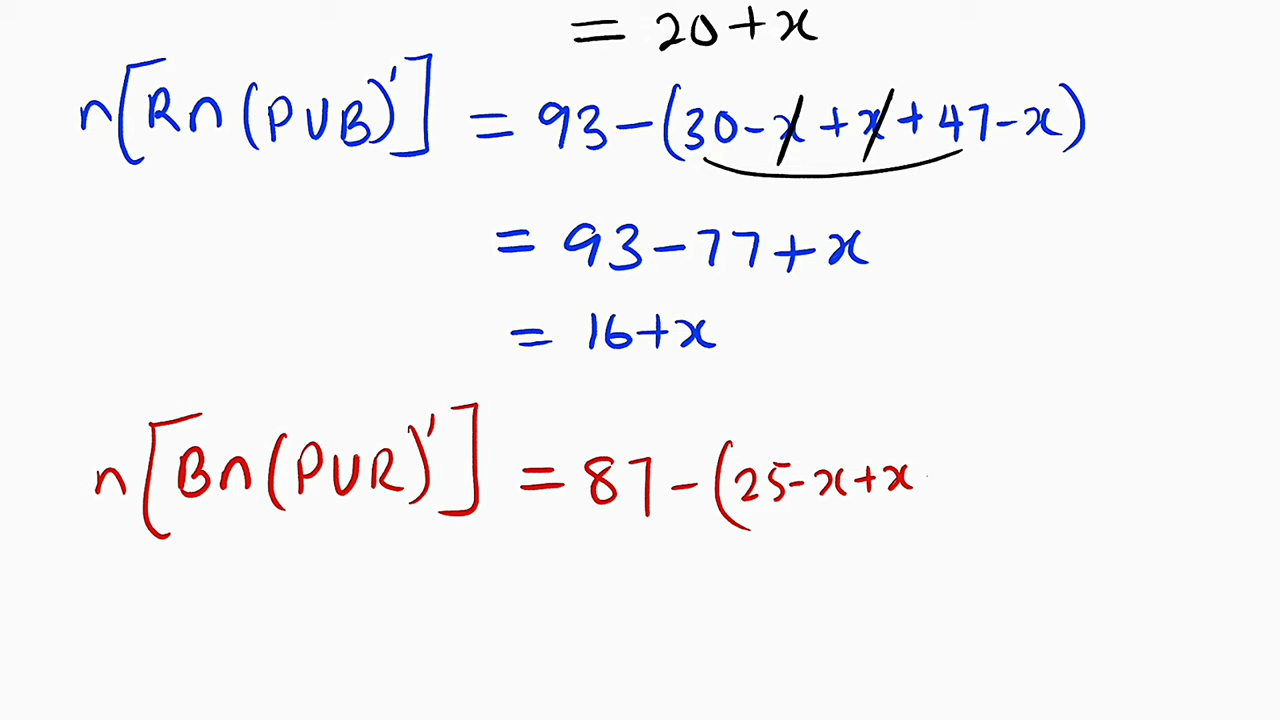 = 20+x
n[R∩(P∪B)'] = 93-(30-x+x+47-x)
= 93-77+x
= 16+x
n[B∩(P∪R)'] = 87-(25-x+x